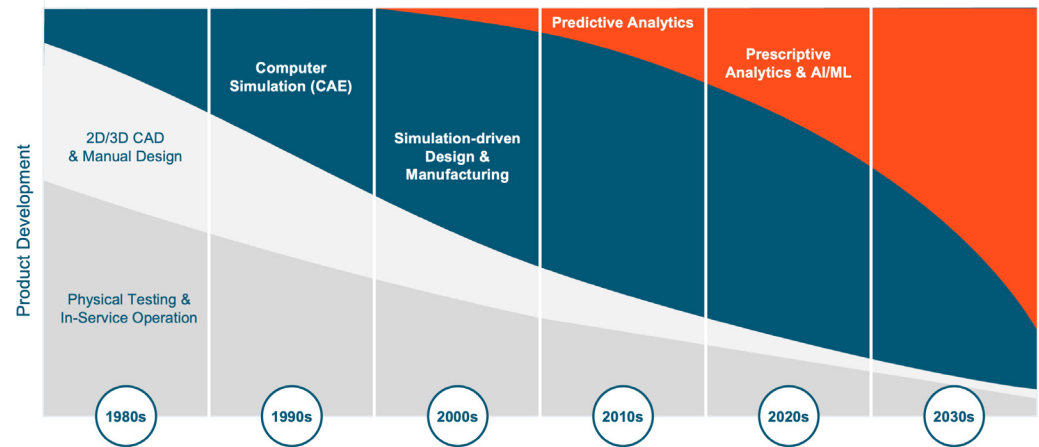 Product Development
Predictive Analytics
Prescriptive
Analytics & AI/ML
Computer
Simulation (CAE)
2D/3D CAD
& Manual Design
Simulation-driven
Design &
Manufacturing
Physical Testing &
In-Service Operation
1980s
1990s
2000s
2010s
2020s
2030s